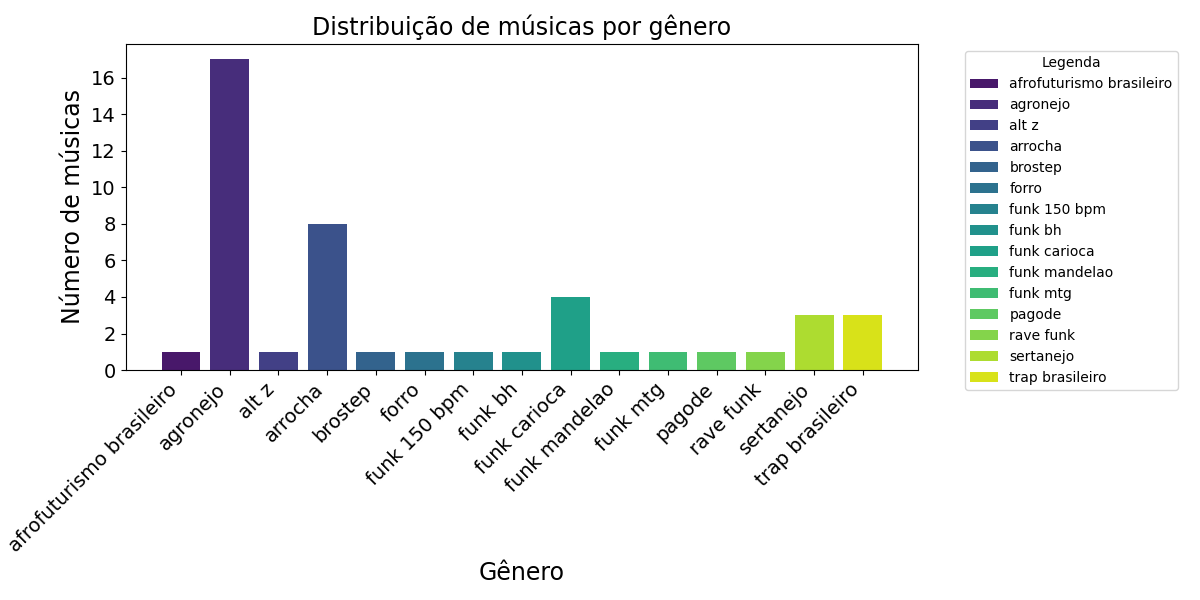 Distribuição de músicas por gênero
Número de músicas
16
14
12
10
8
6
4
2
0
afrofuturismo brasileiro
agronejo
alt z
arrocha
brostep
forro
funk 150 bpm
funk bh
funk carioca
funk mandelao
funk mtg
pagode
rave funk
sertanejo
trap brasileiro
Gênero
Legenda
afrofuturismo brasileiro
agronejo
alt z
arrocha
brostep
forro
funk 150 bpm
funk bh
funk carioca
funk mandelao
funk mtg
pagode
rave funk
sertanejo
trap brasileiro